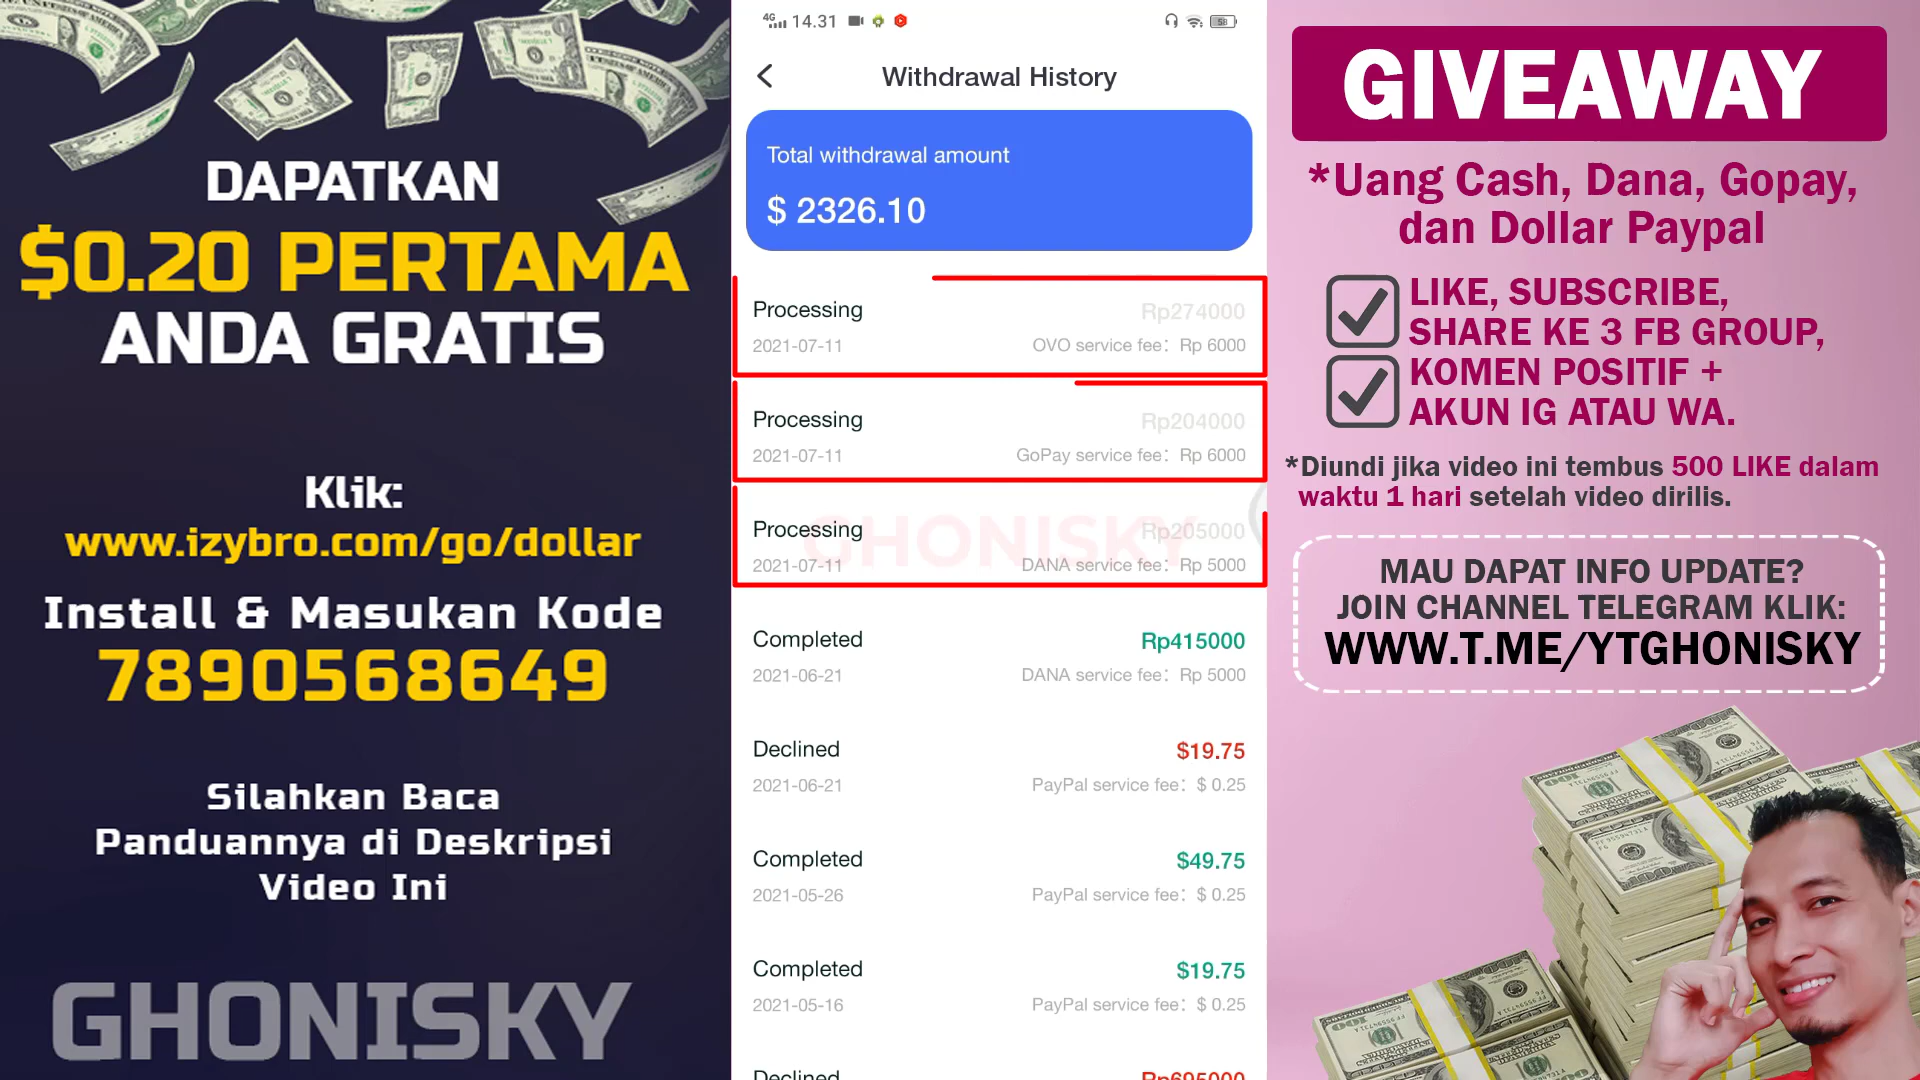 DAPATKAN
$0.20 PERTAMA
ANDA GRATIS
Klik:
www.izybro.com/go/dollar
Install & Masukan Kode
7890568649
Silahkan Baca
Panduannya di Deskripsi
Video Ini
GHONISKY
4G 14.31
58
Withdrawal History
Total withdrawal amount
$ 2326.10
Processing Rp274000
2021-07-11 OVO service fee: Rp 6000
Processing Rp204000
2021-07-11 GoPay service fee: Rp 6000
GHONISKY
Processing Rp205000
2021-07-11 DANA service fee: Rp 5000
Completed Rp415000
2021-06-21 DANA service fee: Rp 5000
Declined $19.75
2021-06-21 PayPal service fee: $ 0.25
Completed $49.75
2021-05-26 PayPal service fee: $ 0.25
Completed $19.75
2021-05-16 PayPal service fee: $ 0.25
Declined Rp695000
GIVEAWAY
*Uang Cash, Dana, Gopay,
dan Dollar Paypal
LIKE, SUBSCRIBE,
SHARE KE 3 FB GROUP,
KOMEN POSITIF +
AKUN IG ATAU WA.
*Diundi jika video ini tembus 500 LIKE dalam
waktu 1 hari setelah video dirilis.
MAU DAPAT INFO UPDATE?
JOIN CHANNEL TELEGRAM KLIK:
WWW.T.ME/YTGHONISKY